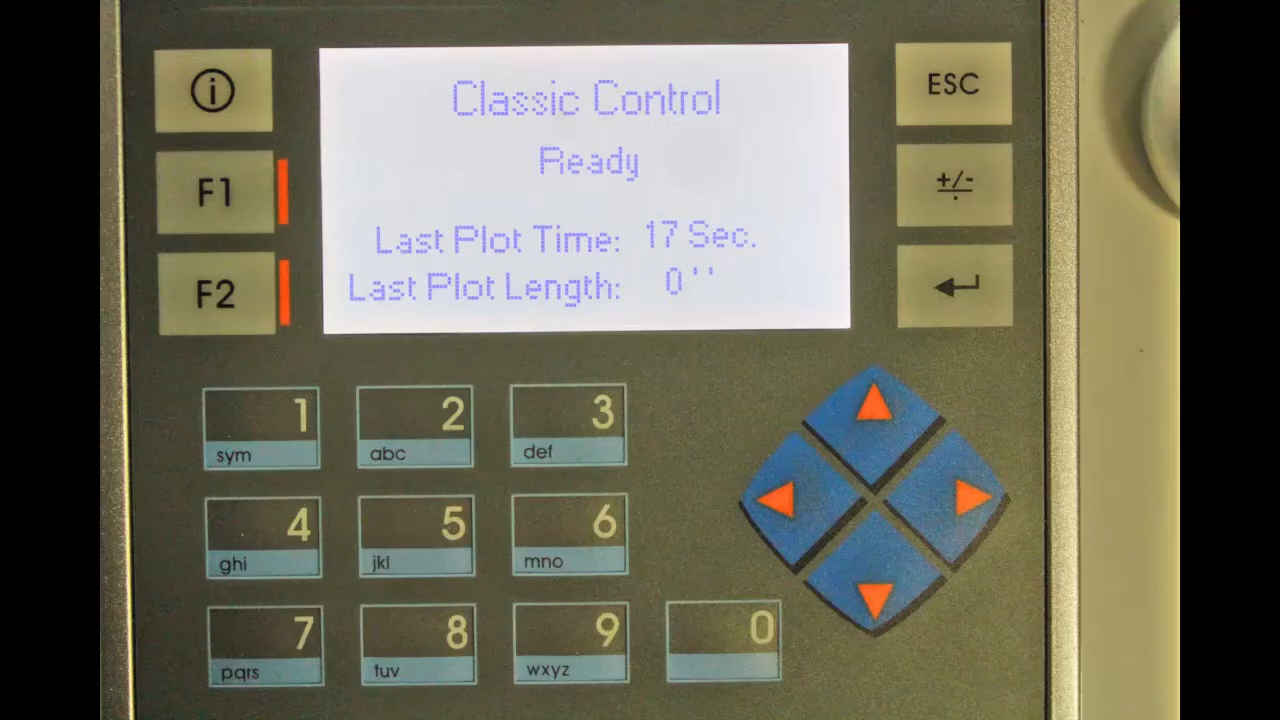 i
F1
F2
Classic Control
Ready
Last Plot Time: 17 Sec.
Last Plot Length: 0''
ESC
+/-
1
sym
2
abc
3
def
4
ghi
5
jkl
6
mno
7
pqrs
8
tuv
9
wxyz
0